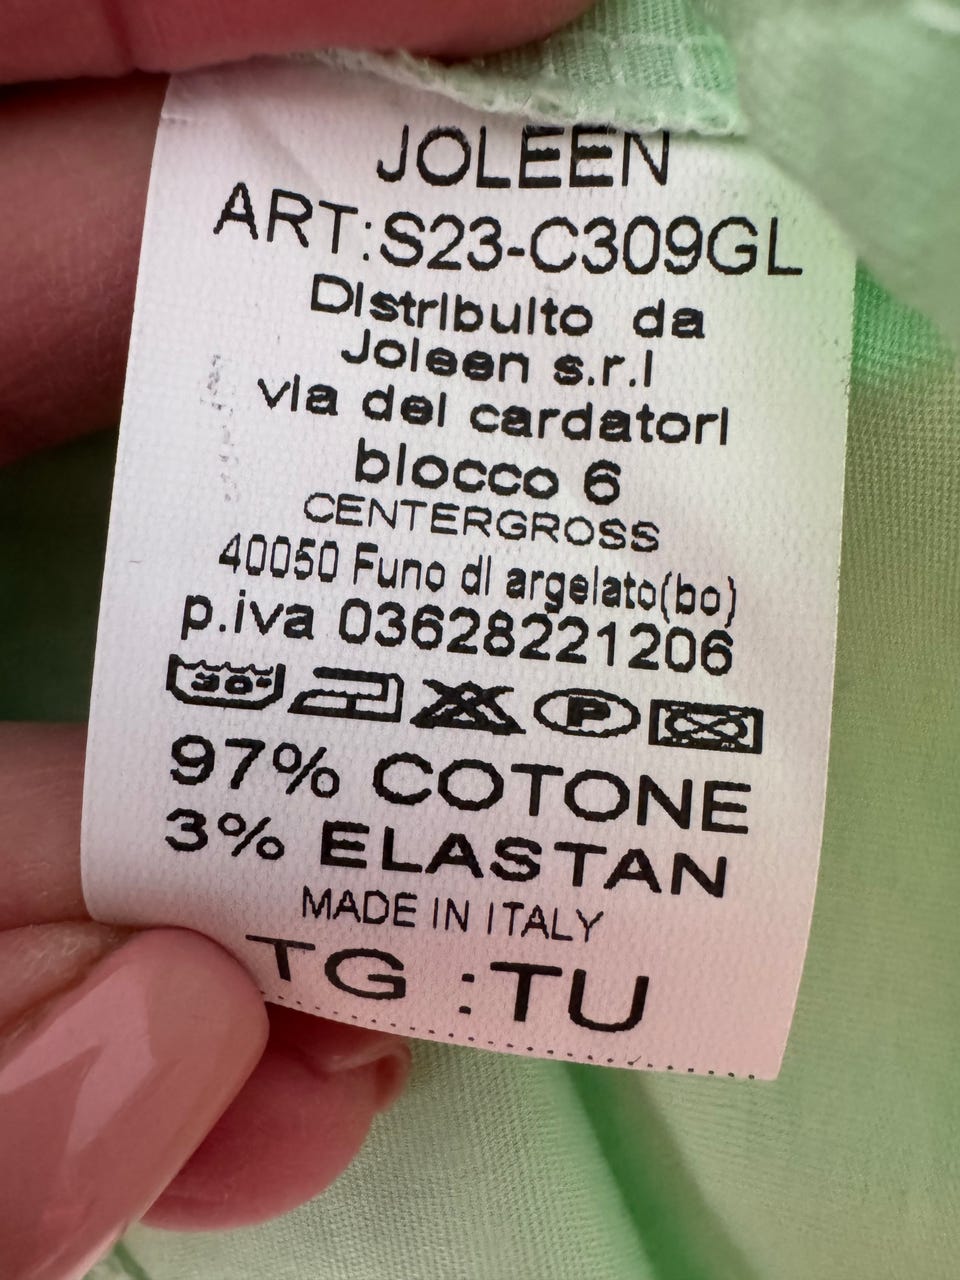 JOLEEN
ART:S23-C309GL
Distribuito da
Joleen s.r.l
via dei cardatori
blocco 6
CENTERGROSS
40050 Funo di argelato(bo)
p.iva 03628221206
30° P
97% COTONE
3% ELASTAN
MADE IN ITALY
TG :TU